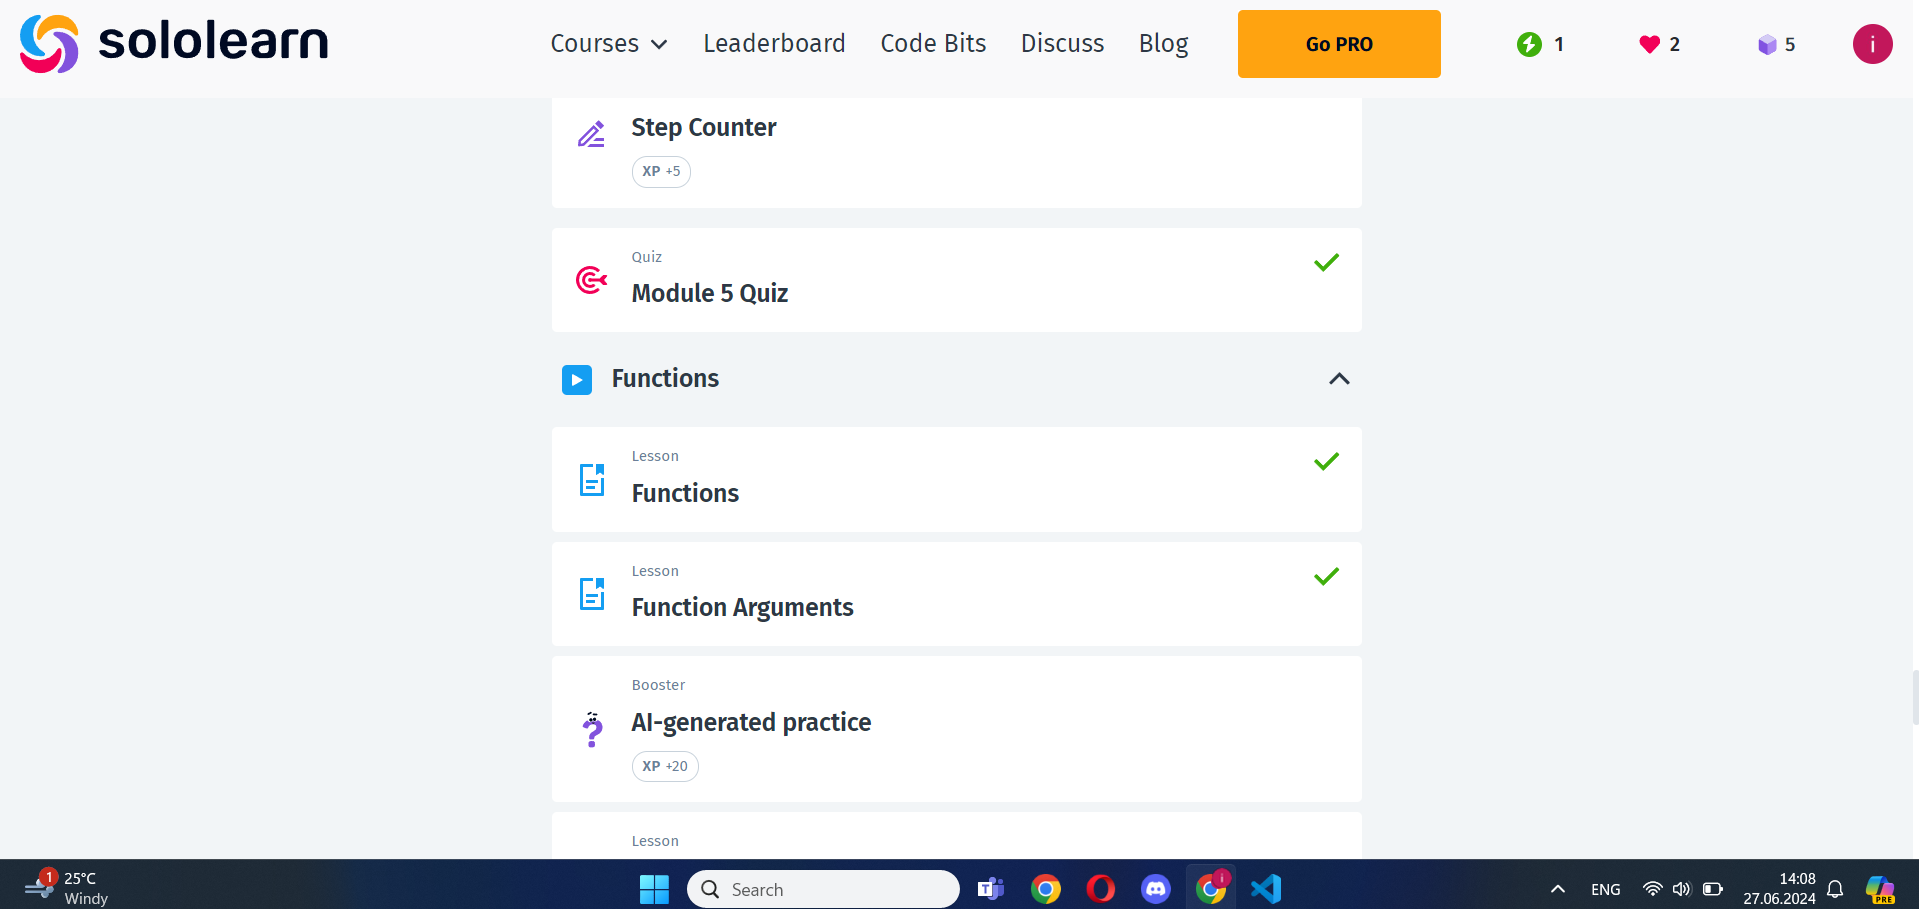 sololearn
Courses Leaderboard Code Bits Discuss Blog Go PRO 1 2 5 i
Step Counter
XP +5
Quiz
Module 5 Quiz
Functions
Lesson
Functions
Lesson
Function Arguments
Booster
AI-generated practice
XP +20
Lesson
1 25°C
Windy
Search
T
i
ENG
14:08
27.06.2024
PRE